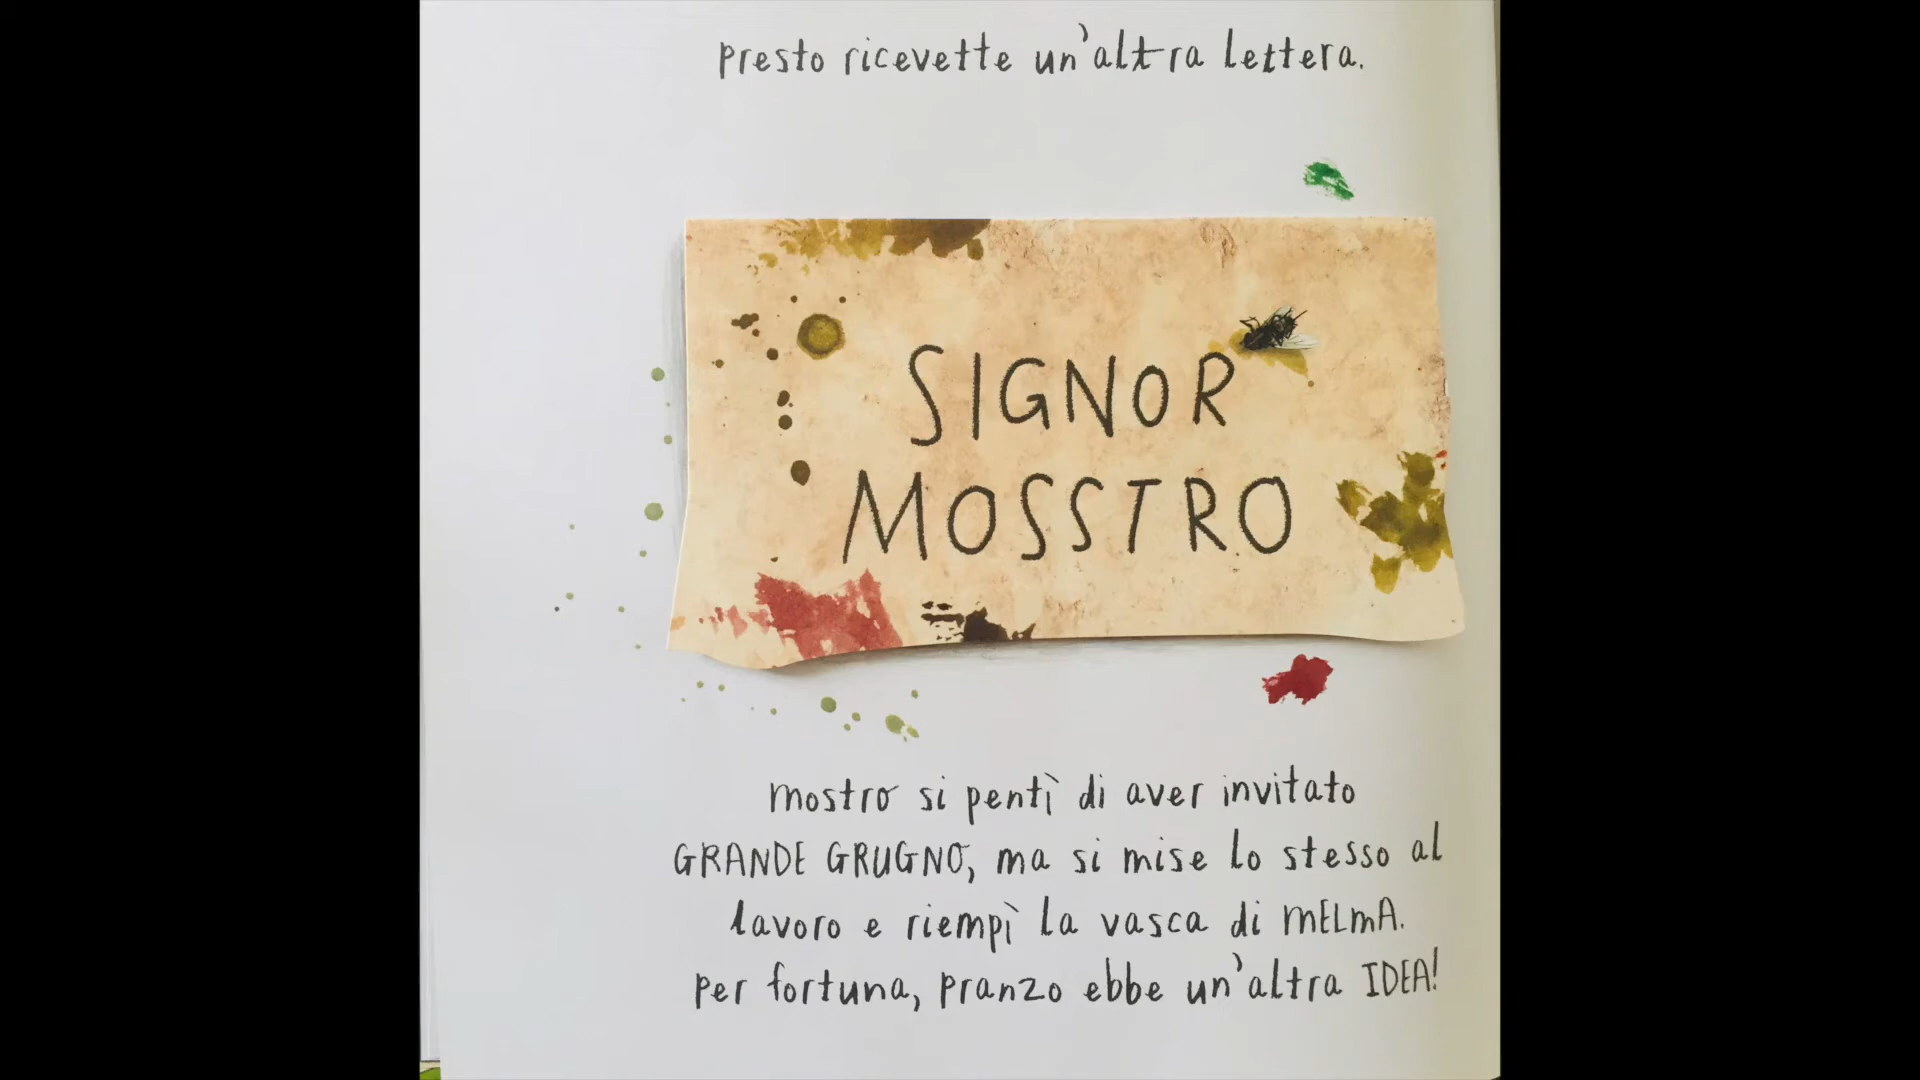 presto ricevette un'altra lettera.
SIGNOR
MOSSTRO
mostro si pentì di aver invitato
GRANDE GRUGNO, ma si mise lo stesso al
lavoro e riempì la vasca di mELmA.
per fortuna, pranzo ebbe un'altra IDEA!